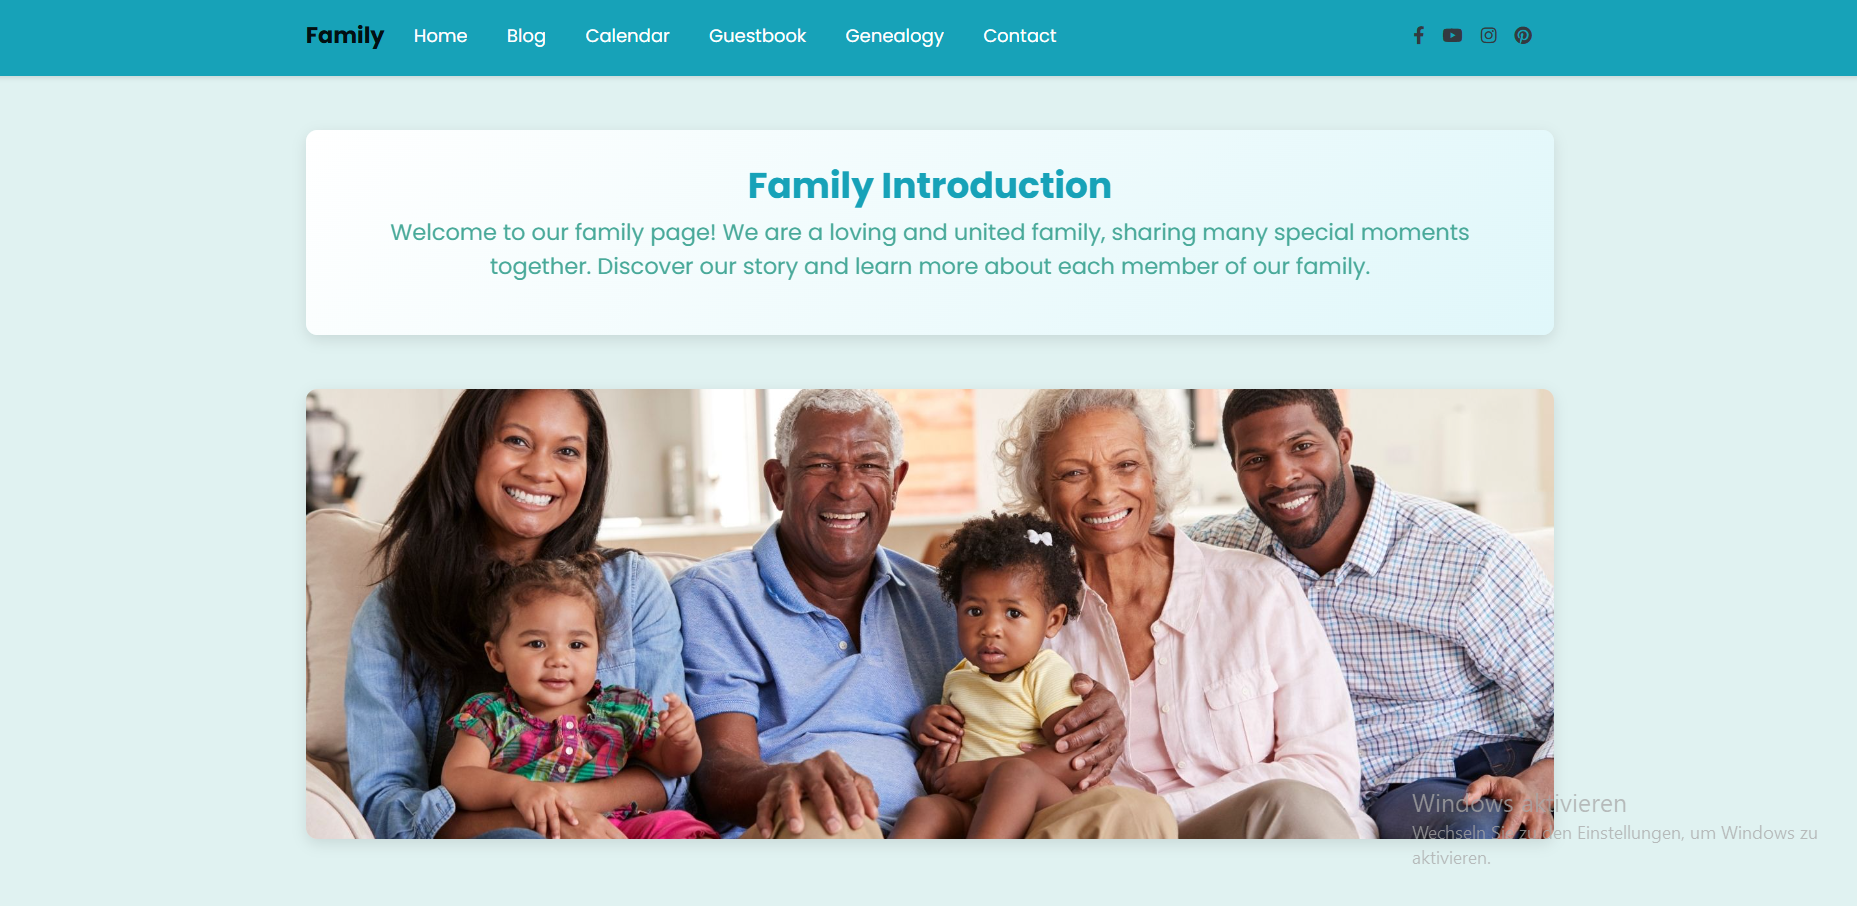 Family Home Blog Calendar Guestbook Genealogy Contact
Family Introduction
Welcome to our family page! We are a loving and united family, sharing many special moments
together. Discover our story and learn more about each member of our family.
Windows aktivieren
Wechseln Sie zu den Einstellungen, um Windows zu
aktivieren.